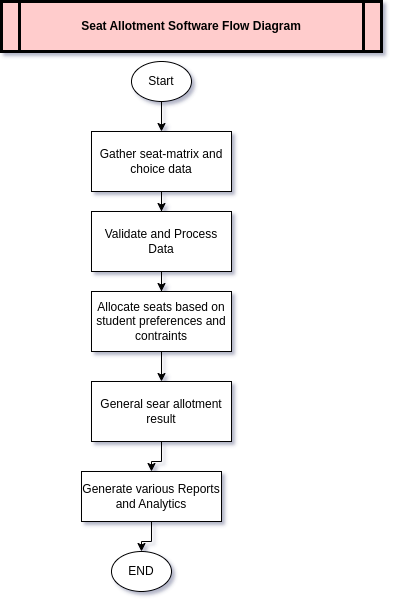 Seat Allotment Software Flow Diagram
Start
Gather seat-matrix and
choice data
Validate and Process
Data
Allocate seats based on
student preferences and
contraints
General sear allotment
result
Generate various Reports
and Analytics
END